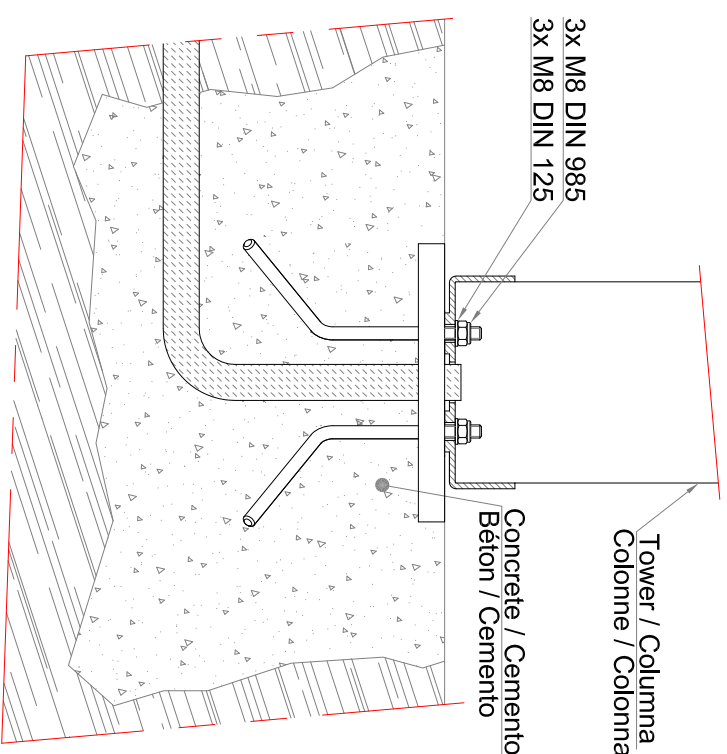 3x M8 DIN 985
3x M8 DIN 125
Tower / Columna
Colonne / Colonna
Concrete / Cemento
Béton / Cemento